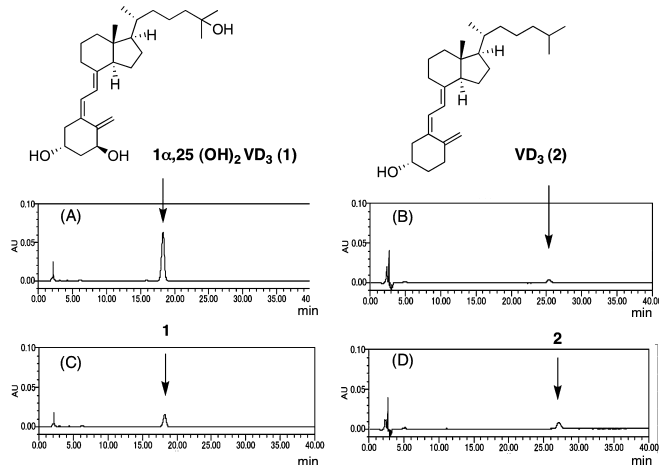 OH
H
H
HO
OH
1α,25 (OH)₂ VD₃ (1)
H
H
HO
VD₃ (2)
(A)
0.10
0.05
0.00
AU
0.00 5.00 10.00 15.00 20.00 25.00 30.00 35.00 40
min
(B)
0.10
0.05
0.00
AU
0.00 5.00 10.00 15.00 20.00 25.00 30.00 35.00 40.0
min
1
(C)
0.10
0.05
0.00
AU
0.00 5.00 10.00 15.00 20.00 25.00 30.00 35.00 40.00
min
2
(D)
0.10
0.05
0.00
AU
0.00 5.00 10.00 15.00 20.00 25.00 30.00 35.00 40.00
min